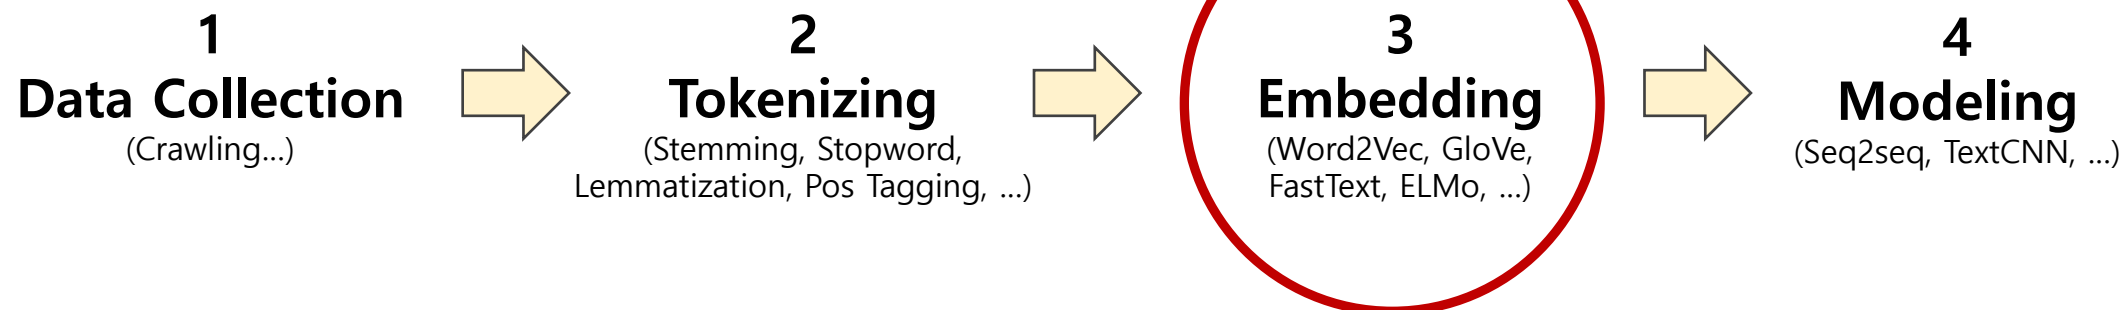 1
Data Collection
(Crawling...)
2
Tokenizing
(Stemming, Stopword,
Lemmatization, Pos Tagging, ...)
3
Embedding
(Word2Vec, GloVe,
FastText, ELMo, ...)
4
Modeling
(Seq2seq, TextCNN, ...)